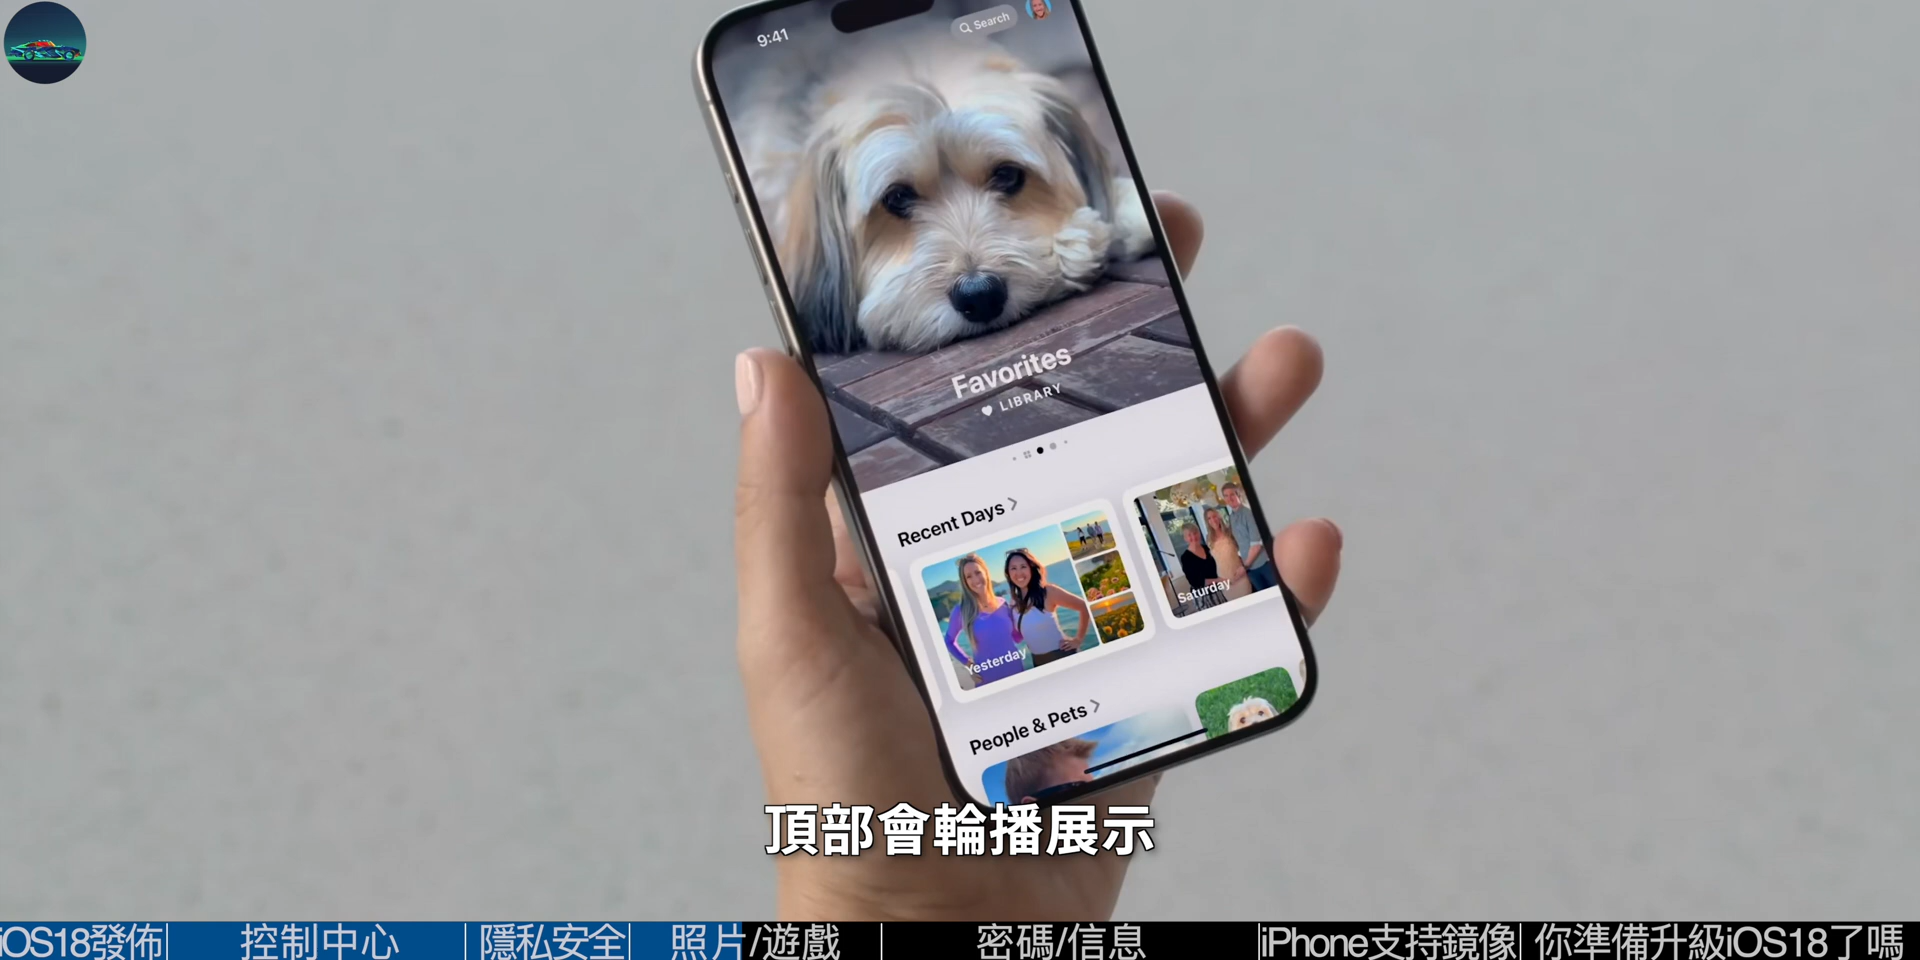 9:41
Search
Favorites
LIBRARY
Recent Days
Yesterday
Saturday
People & Pets
頂部會輪播展示
iOS18發佈
控制中心
隱私安全
照片/遊戲
密碼/信息
iPhone支持鏡像
你準備升級iOS18了嗎